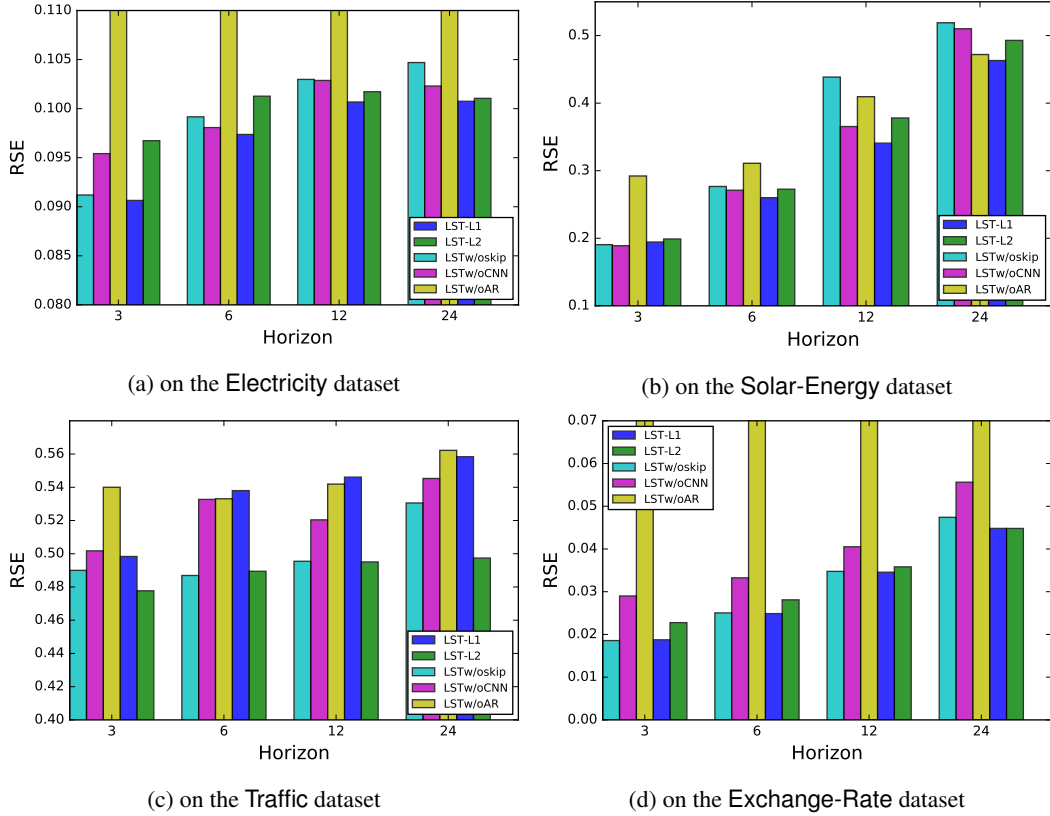 0.110
0.105
0.100
0.095
0.090
0.085
0.080
RSE
LST-L1
LST-L2
LSTw/oskip
LSTw/oCNN
LSTw/oAR
3 6 12 24
Horizon
(a) on the Electricity dataset
0.5
0.4
0.3
0.2
0.1
RSE
LST-L1
LST-L2
LSTw/oskip
LSTw/oCNN
LSTw/oAR
3 6 12 24
Horizon
(b) on the Solar-Energy dataset
0.56
0.54
0.52
0.50
0.48
0.46
0.44
0.42
0.40
RSE
LST-L1
LST-L2
LSTw/oskip
LSTw/oCNN
LSTw/oAR
3 6 12 24
Horizon
(c) on the Traffic dataset
0.07
0.06
0.05
0.04
0.03
0.02
0.01
0.00
RSE
LST-L1
LST-L2
LSTw/oskip
LSTw/oCNN
LSTw/oAR
3 6 12 24
Horizon
(d) on the Exchange-Rate dataset